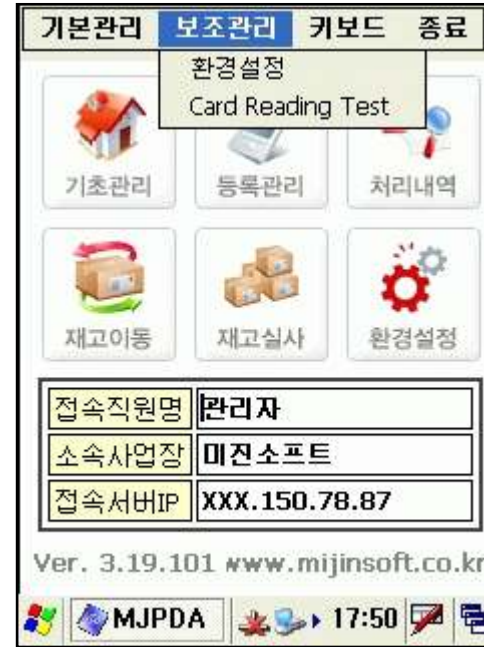 기본관리 보조관리 키보드 종료
환경설정
Card Reading Test
기초관리 등록관리 처리내역
재고이동 재고실사 환경설정
접속직원명 관리자
소속사업장 미진소프트
접속서버IP XXX.150.78.87
Ver. 3.19.101 www.mijinsoft.co.kr
MJPDA 17:50